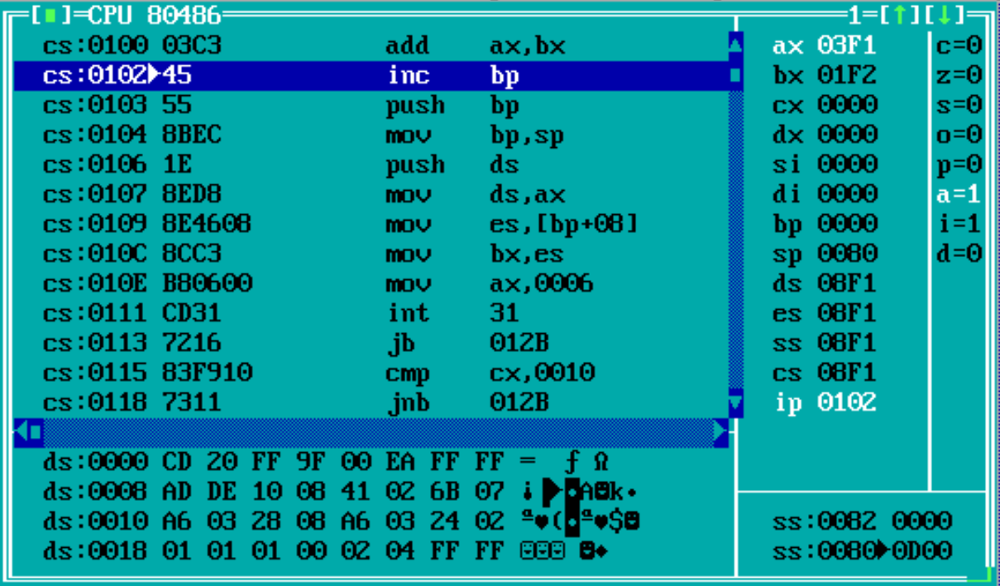 [■]=CPU 80486 1=[↑][↓]
cs:0100 03C3 add ax,bx ax 03F1 c=0
cs:0102▶45 inc bp bx 01F2 z=0
cs:0103 55 push bp cx 0000 s=0
cs:0104 8BEC mov bp,sp dx 0000 o=0
cs:0106 1E push ds si 0000 p=0
cs:0107 8ED8 mov ds,ax di 0000 a=1
cs:0109 8E4608 mov es,[bp+08] bp 0000 i=1
cs:010C 8CC3 mov bx,es sp 0080 d=0
cs:010E B80600 mov ax,0006 ds 08F1
cs:0111 CD31 int 31 es 08F1
cs:0113 7216 jb 012B ss 08F1
cs:0115 83F910 cmp cx,0010 cs 08F1
cs:0118 7311 jnb 012B ip 0102
ds:0000 CD 20 FF 9F 00 EA FF FF = ƒ Ω
ds:0008 AD DE 10 08 41 02 6B 07 ¡ ▶◘A☻k•
ds:0010 A6 03 28 08 A6 03 24 02 ª♥(◘ª♥$☻ ss:0082 0000
ds:0018 01 01 01 00 02 04 FF FF ☺☺☺ ☻♦ ss:0080▶0D00